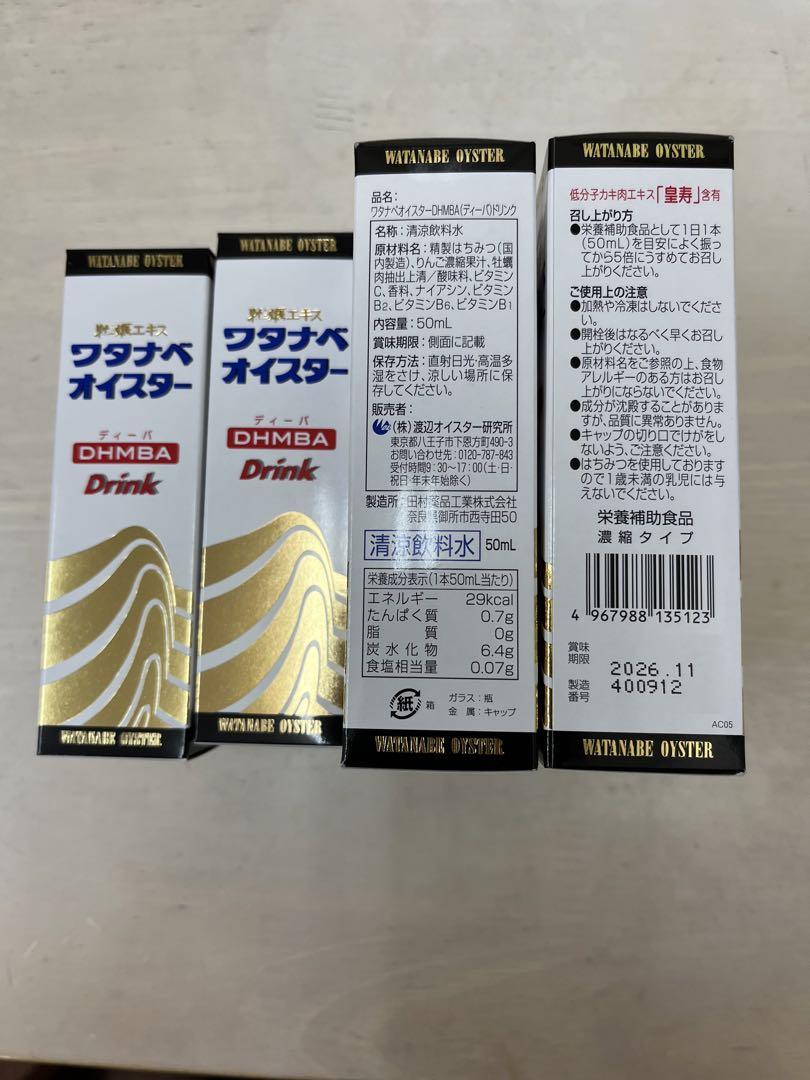 WATANABE OYSTER
牡蠣エキス
ワタナベ
オイスター
ディーバ
DHMBA
Drink
WATANABE OYSTER
WATANABE OYSTER
牡蠣エキス
ワタナベ
オイスター
ディーバ
DHMBA
Drink
WATANABE OYSTER
WATANABE OYSTER
品名:
ワタナベオイスターDHMBA(ディーバ)ドリンク
名称:清涼飲料水
原材料名:精製はちみつ(国
内製造)、りんご濃縮果汁、牡蠣
肉抽出上清/酸味料、ビタミン
C、香料、ナイアシン、ビタミン
B₂、ビタミンB₆、ビタミンB₁
内容量:50mL
賞味期限:側面に記載
保存方法:直射日光・高温多
湿をさけ、涼しい場所に保
存してください。
販売者:
(株)渡辺オイスター研究所
東京都八王子市下恩方町490-3
お問い合わせ先:0120-787-843
受付時間9:30~17:00(土・日・
祝日・年末年始除く)
製造所:田村薬品工業株式会社
奈良県御所市西寺田50
清涼飲料水 50mL
栄養成分表示(1本50mL当たり)
エネルギー 29kcal
たんぱく質 0.7g
脂質 0g
炭水化物 6.4g
食塩相当量 0.07g
紙 箱
ガラス:瓶
金属:キャップ
WATANABE OYSTER
WATANABE OYSTER
低分子カキ肉エキス「皇寿」含有
召し上がり方
●栄養補助食品として1日1本
(50mL)を目安によく振っ
てから5倍にうすめてお召し
上がりください。
ご使用上の注意
●加熱や冷凍はしないでくださ
い。
●開栓後はなるべく早くお召し
上がりください。
●原材料名をご参照の上、食物
アレルギーのある方はお召し
上がりにならないでください。
●成分が沈殿することがありま
すが、品質に異常ありません。
●キャップの切り口でけがをし
ないよう、ご注意ください。
●はちみつを使用しております
ので1歳未満の乳児には与
えないでください。
栄養補助食品
濃縮タイプ
4 967988 135123
賞味
期限 2026.11
製造
番号 400912
AC05
WATANABE OYSTER